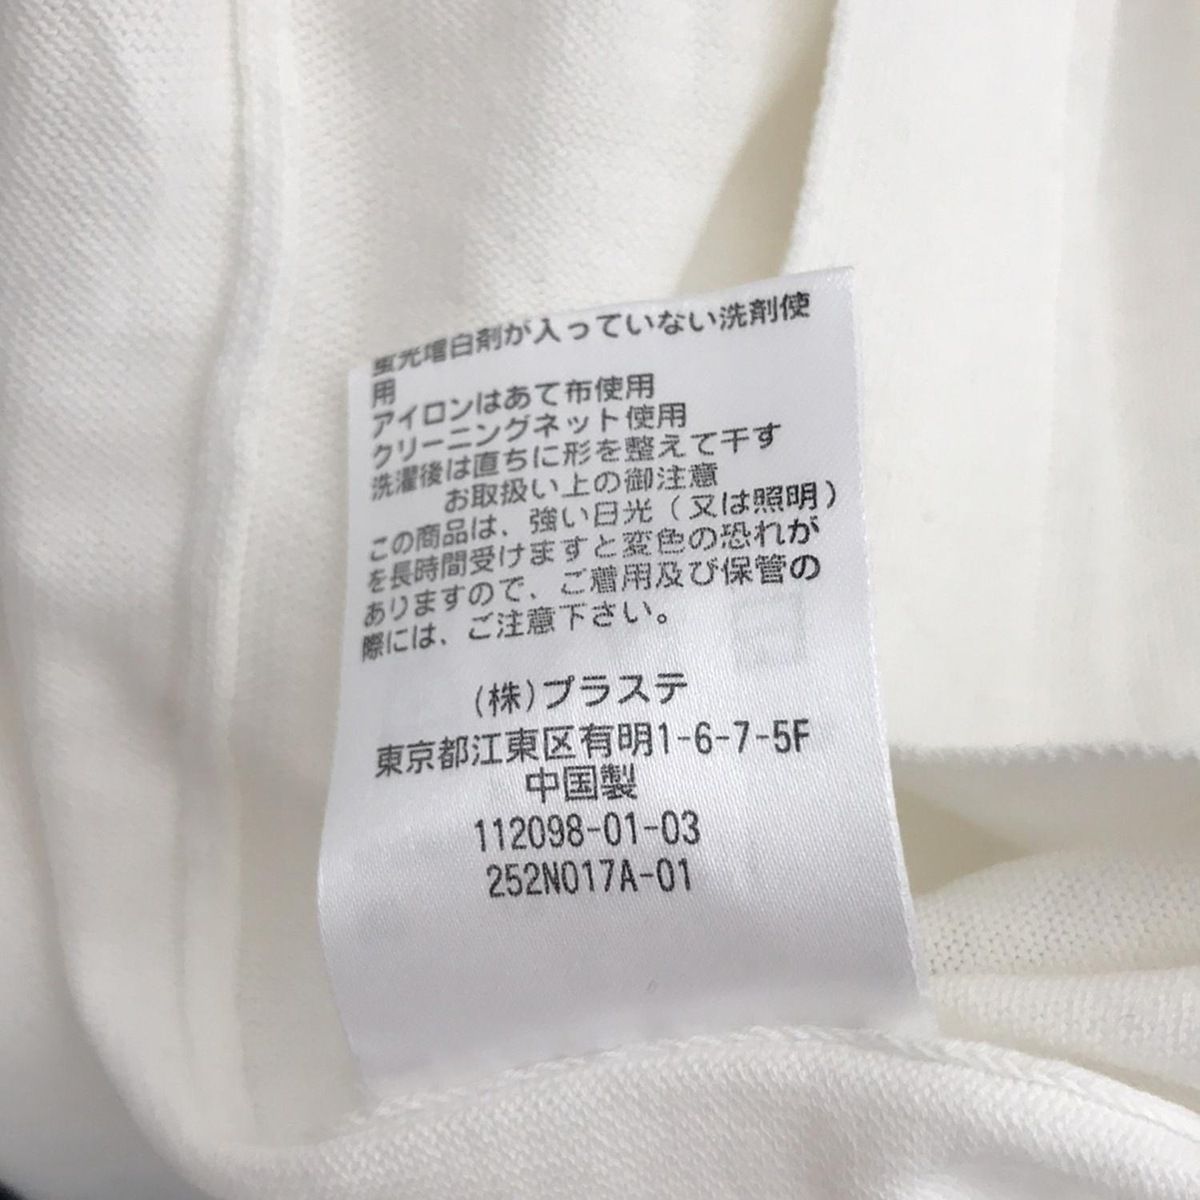 蛍光増白剤が入っていない洗剤使
用
アイロンはあて布使用
クリーニングネット使用
洗濯後は直ちに形を整えて干す
お取扱い上の御注意
この商品は、強い日光(又は照明)
を長時間受けますと変色の恐れが
ありますので、ご着用及び保管の
際には、ご注意下さい。
(株)プラステ
東京都江東区有明1-6-7-5F
中国製
112098-01-03
252N017A-01